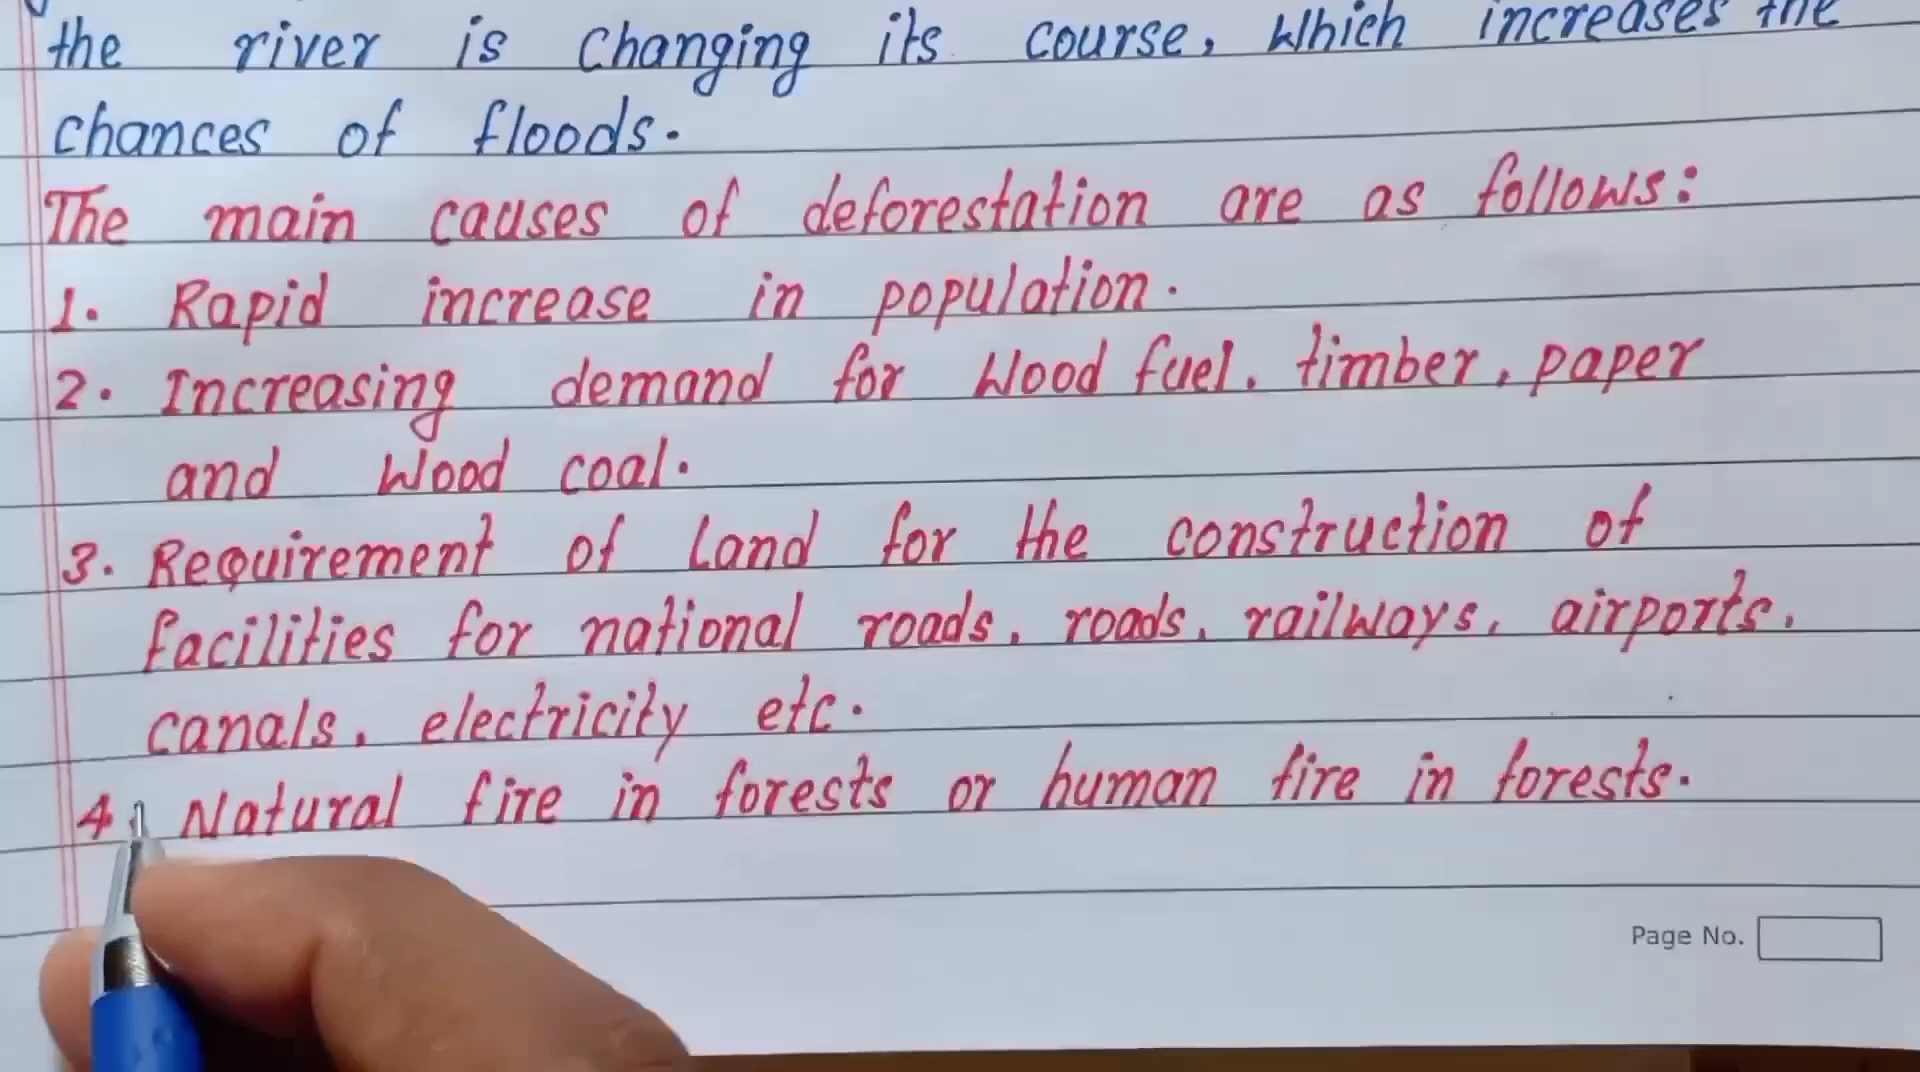 the river is changing its course, which increases the
chances of floods.
The main causes of deforestation are as follows:
1. Rapid increase in population.
2. Increasing demand for wood fuel, timber, paper
and wood coal.
3. Requirement of land for the construction of
facilities for national roads, roads, railways, airports,
canals, electricity etc.
4. Natural fire in forests or human fire in forests.
Page No.